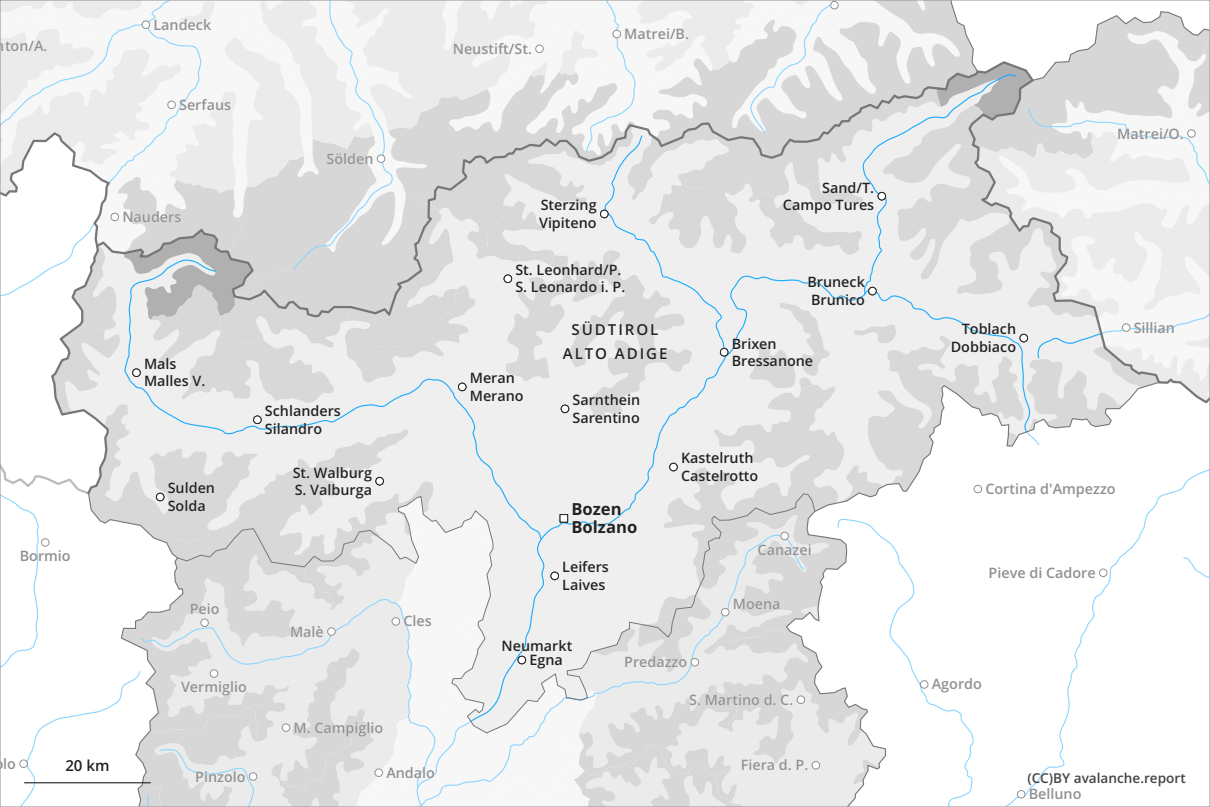 Landeck
Matrei/B.
nton/A.
Neustift/St.
Serfaus
Matrei/O.
Sölden
Nauders
Sand/T.
Campo Tures
Sterzing
Vipiteno
St. Leonhard/P.
S. Leonardo i. P.
Bruneck
Brunico
SÜDTIROL
ALTO ADIGE
Toblach
Dobbiaco
Sillian
Brixen
Bressanone
Mals
Malles V.
Meran
Merano
Schlanders
Silandro
Sarnthein
Sarentino
Kastelruth
Castelrotto
St. Walburg
S. Valburga
Sulden
Solda
Cortina d'Ampezzo
Bozen
Bolzano
Bormio
Canazei
Leifers
Laives
Pieve di Cadore
Peio
Moena
Malè
Cles
Neumarkt
Egna
Predazzo
Vermiglio
Agordo
S. Martino d. C.
M. Campiglio
20 km
olo
Pinzolo
Andalo
Fiera d. P.
(CC)BY avalanche.report
Belluno